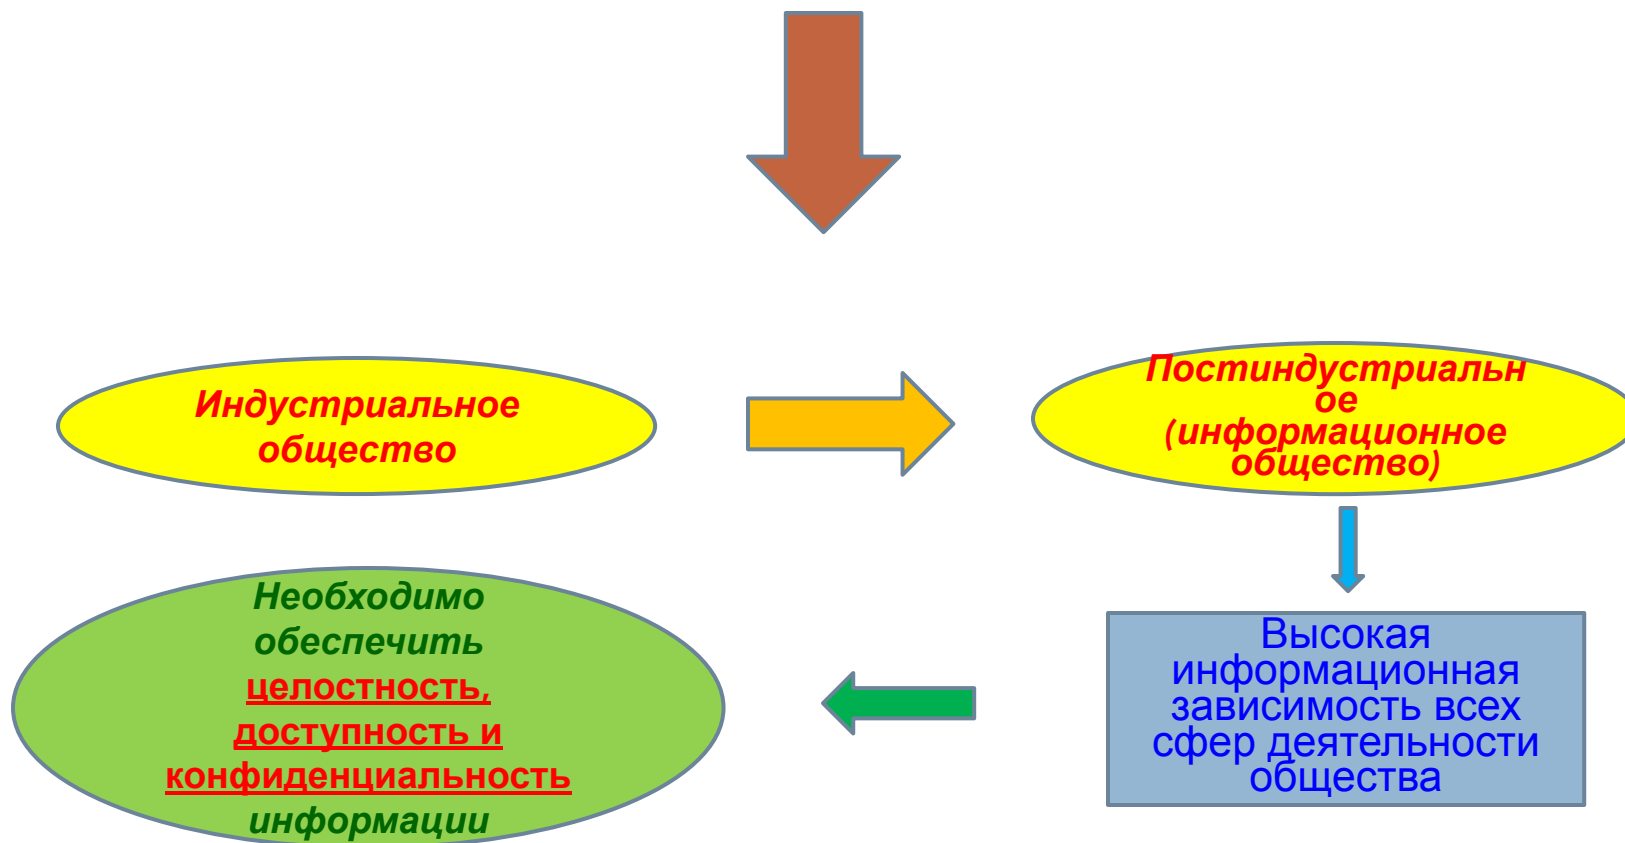 Индустриальное
общество
Постиндустриальн
ое
(информационное
общество)
Необходимо
обеспечить
целостность,
доступность и
конфиденциальность
информации
Высокая
информационная
зависимость всех
сфер деятельности
общества